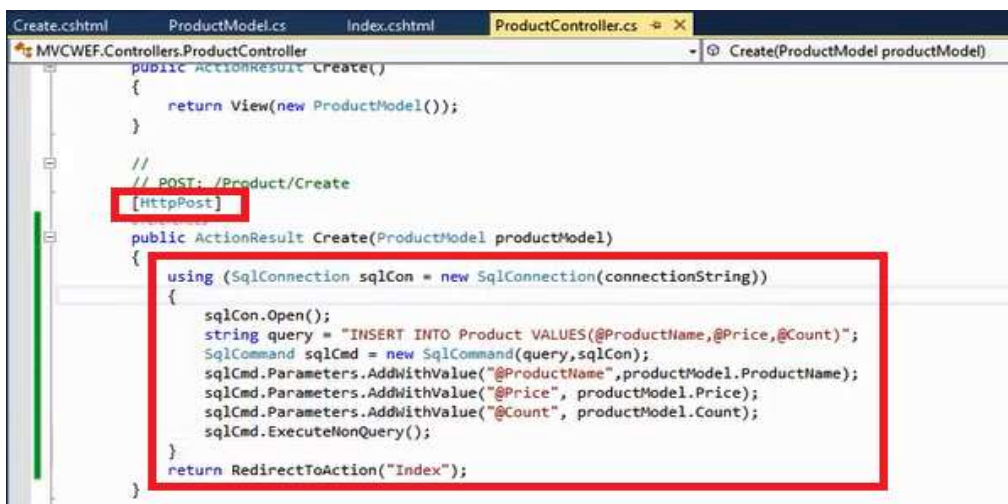 Create.cshtml ProductModel.cs Index.cshtml ProductController.cs
MVCWEF.Controllers.ProductController Create(ProductModel productModel)
public ActionResult Create()
{
return View(new ProductModel());
}
//
// POST: /Product/Create
[HttpPost]
public ActionResult Create(ProductModel productModel)
{
using (SqlConnection sqlCon = new SqlConnection(connectionString))
{
sqlCon.Open();
string query = "INSERT INTO Product VALUES(@ProductName,@Price,@Count)";
SqlCommand sqlCmd = new SqlCommand(query,sqlCon);
sqlCmd.Parameters.AddWithValue("@ProductName",productModel.ProductName);
sqlCmd.Parameters.AddWithValue("@Price", productModel.Price);
sqlCmd.Parameters.AddWithValue("@Count", productModel.Count);
sqlCmd.ExecuteNonQuery();
}
return RedirectToAction("Index");
}